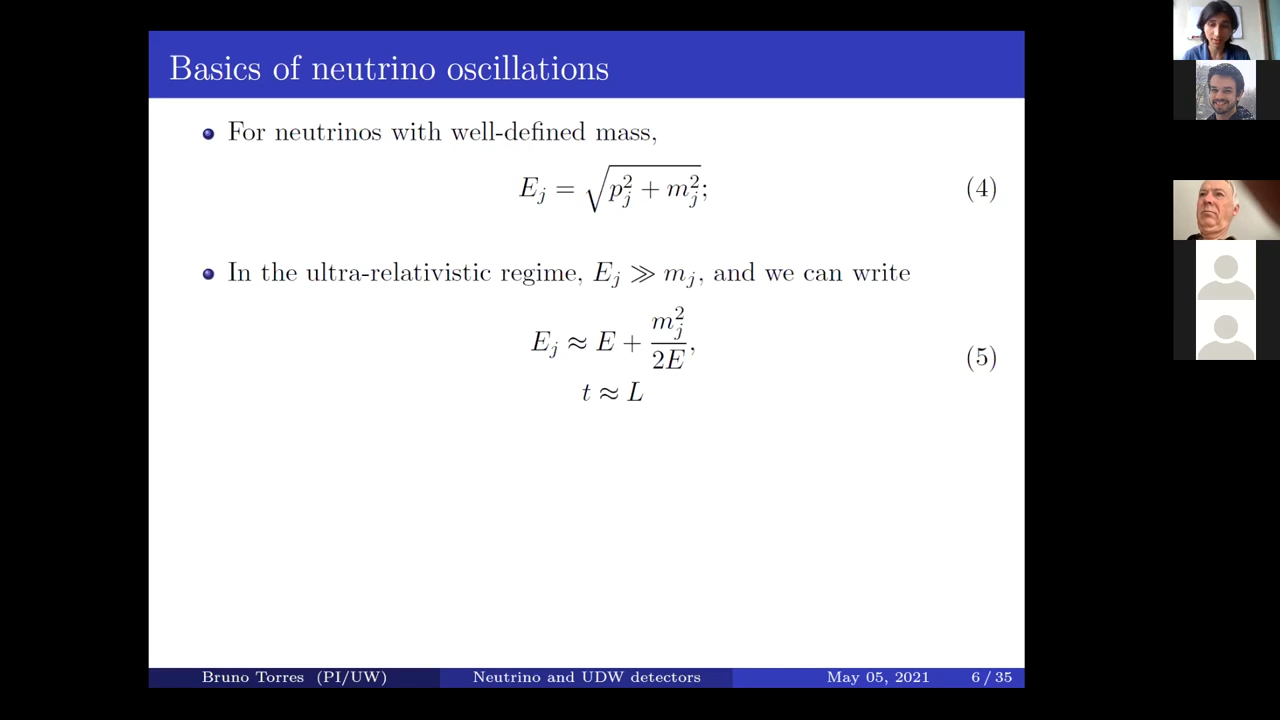 Basics of neutrino oscillations
For neutrinos with well-defined mass,
E_j = √(p_j^2 + m_j^2); (4)
In the ultra-relativistic regime, E_j ≫ m_j, and we can write
E_j ≈ E + m_j^2/2E, (5)
t ≈ L
Bruno Torres (PI/UW) Neutrino and UDW detectors May 05, 2021 6 / 35